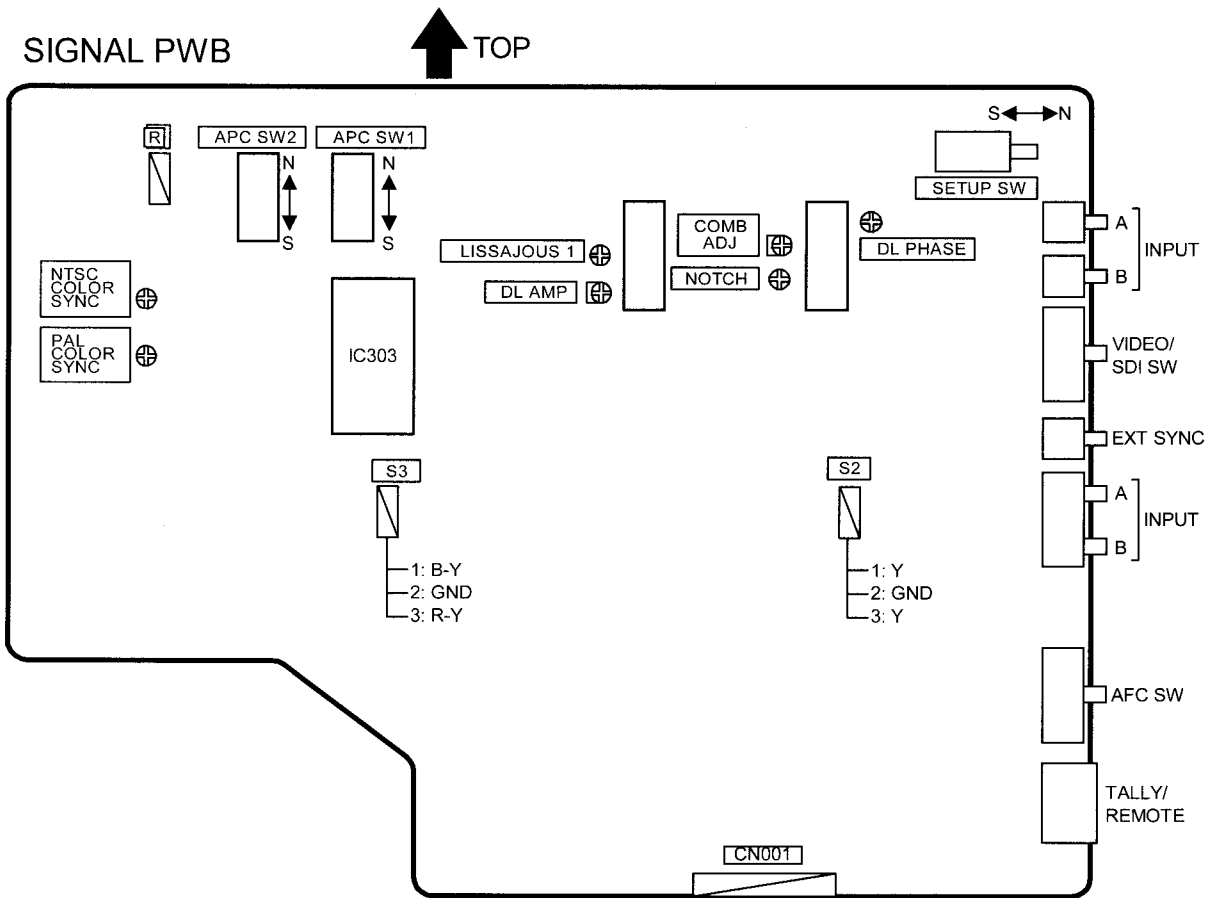 SIGNAL PWB
TOP
S N
R
APC SW2
APC SW1
N
S
N
S
SETUP SW
COMB
ADJ
DL PHASE
LISSAJOUS 1
NOTCH
DL AMP
A
B
INPUT
NTSC
COLOR
SYNC
PAL
COLOR
SYNC
IC303
VIDEO/
SDI SW
EXT SYNC
S3
S2
A
B
INPUT
1: B-Y
2: GND
3: R-Y
1: Y
2: GND
3: Y
AFC SW
TALLY/
REMOTE
CN001